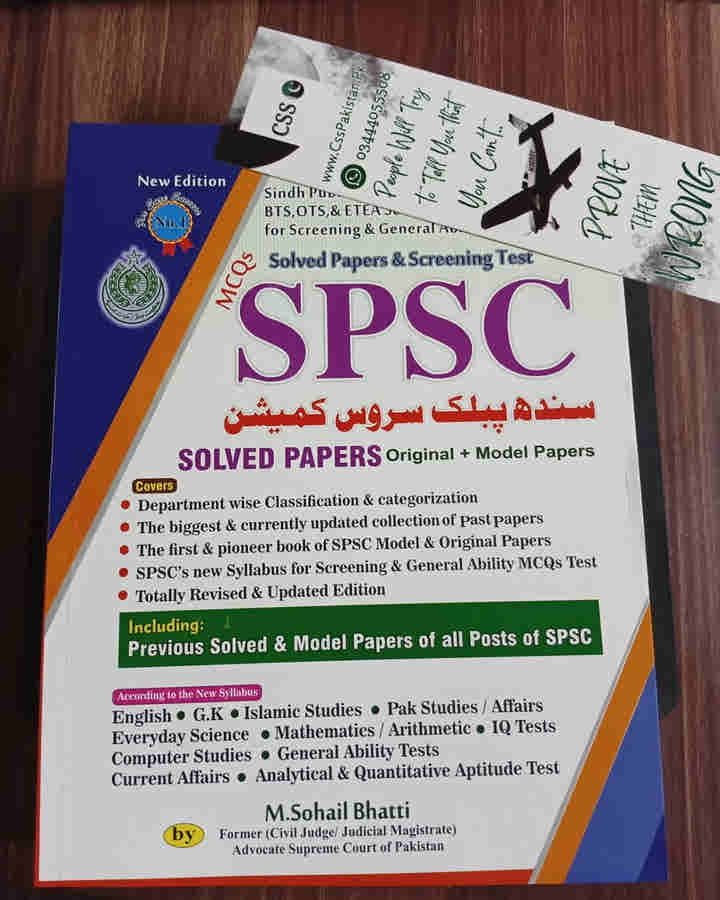 CSS
www.CssPakistan.Pk
03444055508
People Will Try
to Tell You that
You Can't...
PROVE
THEM
WRONG
New Edition
No.1
Sindh
BTS,OTS,& ETEA
for Screening & General
MCQs
Solved Papers & Screening Test
SPSC
سندھ پبلک سروس کمیشن
SOLVED PAPERS Original + Model Papers
Covers
• Department wise Classification & categorization
• The biggest & currently updated collection of past papers
• The first & pioneer book of SPSC Model & Original Papers
• SPSC's new Syllabus for Screening & General Ability MCQs Test
• Totally Revised & Updated Edition
Including:
Previous Solved & Model Papers of all Posts of SPSC
According to the New Syllabus
English • G.K • Islamic Studies • Pak Studies / Affairs
Everyday Science • Mathematics / Arithmetic • IQ Tests
Computer Studies • General Ability Tests
Current Affairs • Analytical & Quantitative Aptitude Test
by
M.Sohail Bhatti
Former (Civil Judge/ Judicial Magistrate)
Advocate Supreme Court of Pakistan